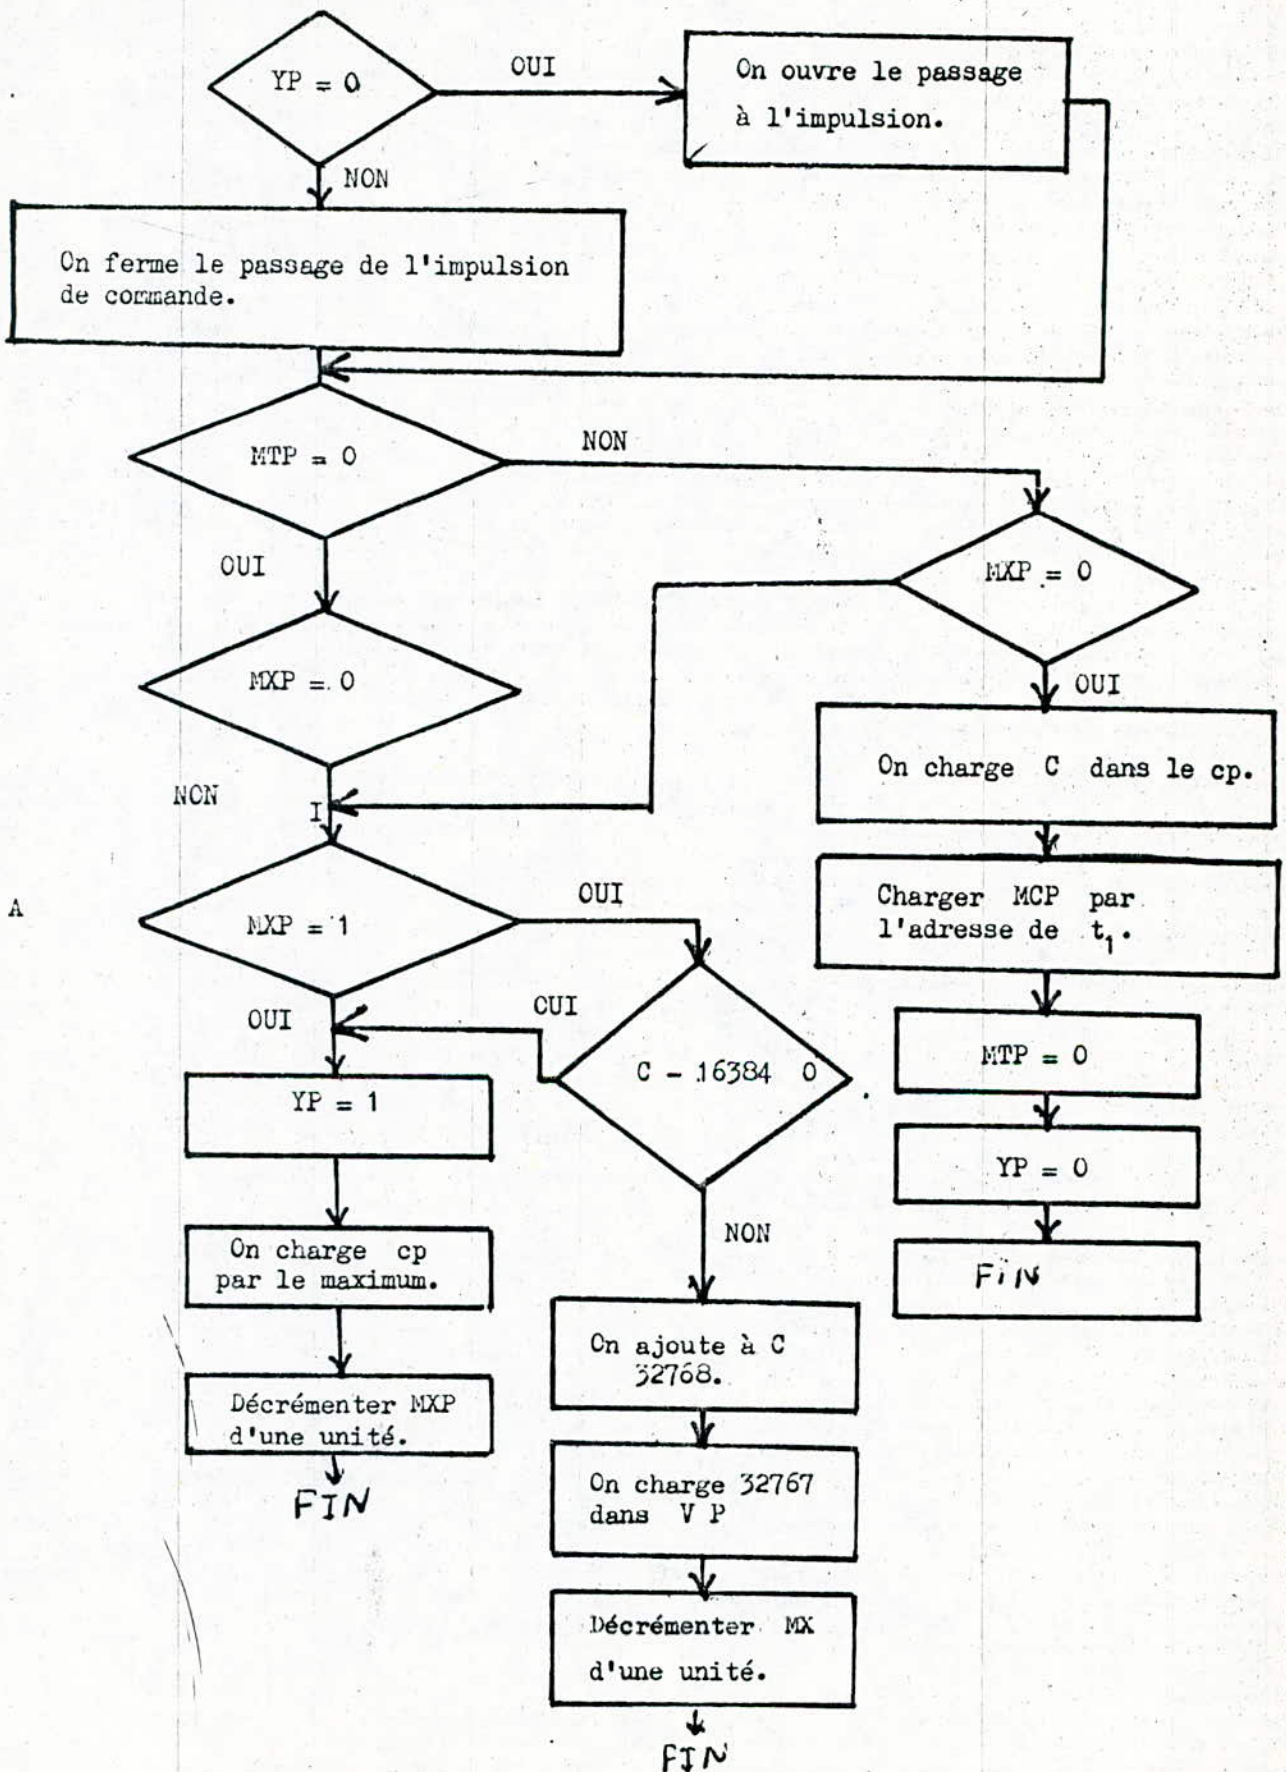 YP = 0
OUI
On ouvre le passage
à l'impulsion.
NON
On ferme le passage de l'impulsion
de commande.
MTP = 0
NON
OUI
MXP = 0
MXP = 0
OUI
NON
I
On charge C dans le cp.
A
MXP = 1
OUI
Charger MCP par
l'adresse de t₁.
OUI
CUI
C - 16384 0
MTP = 0
YP = 1
YP = 0
NON
On charge cp
par le maximum.
FiN
On ajoute à C
32768.
Décrémenter MXP
d'une unité.
FIN
On charge 32767
dans V P
Décrémenter MX
d'une unité.
FIN